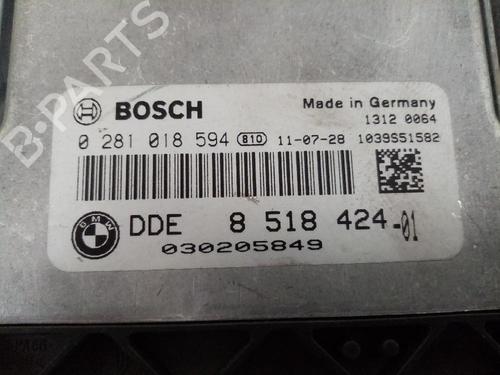 B-PARTS
BOSCH
Made in Germany
1312 0064
0 281 018 594 810 11-07-28 1039S51582
BMW
DDE 8 518 424-01
030205849